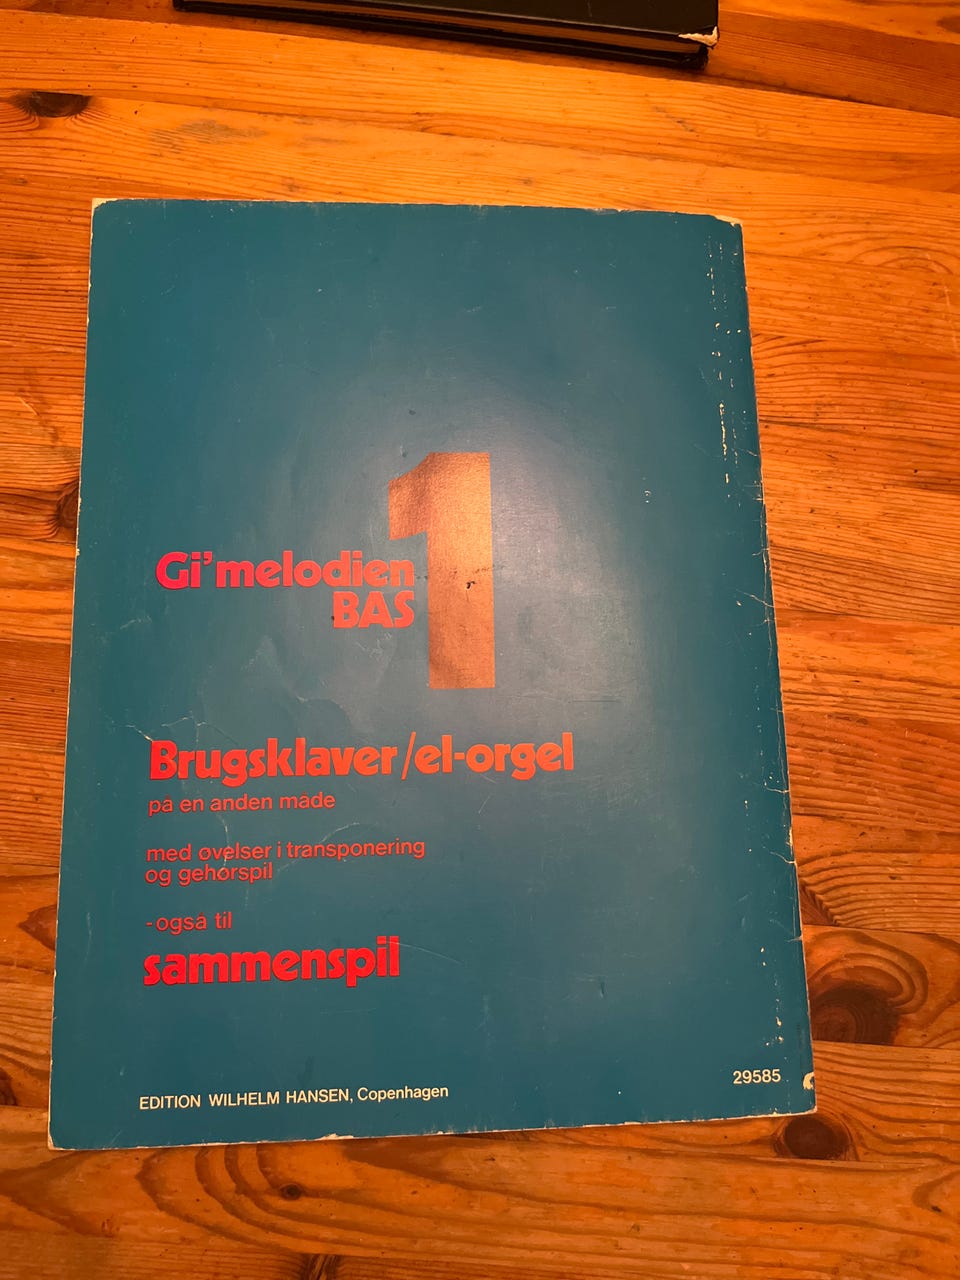 1
Gi'melodien
BAS
Brugsklaver/el-orgel
på en anden måde
med øvelser i transponering
og gehørspil
-også til
sammenspil
EDITION WILHELM HANSEN, Copenhagen
29585